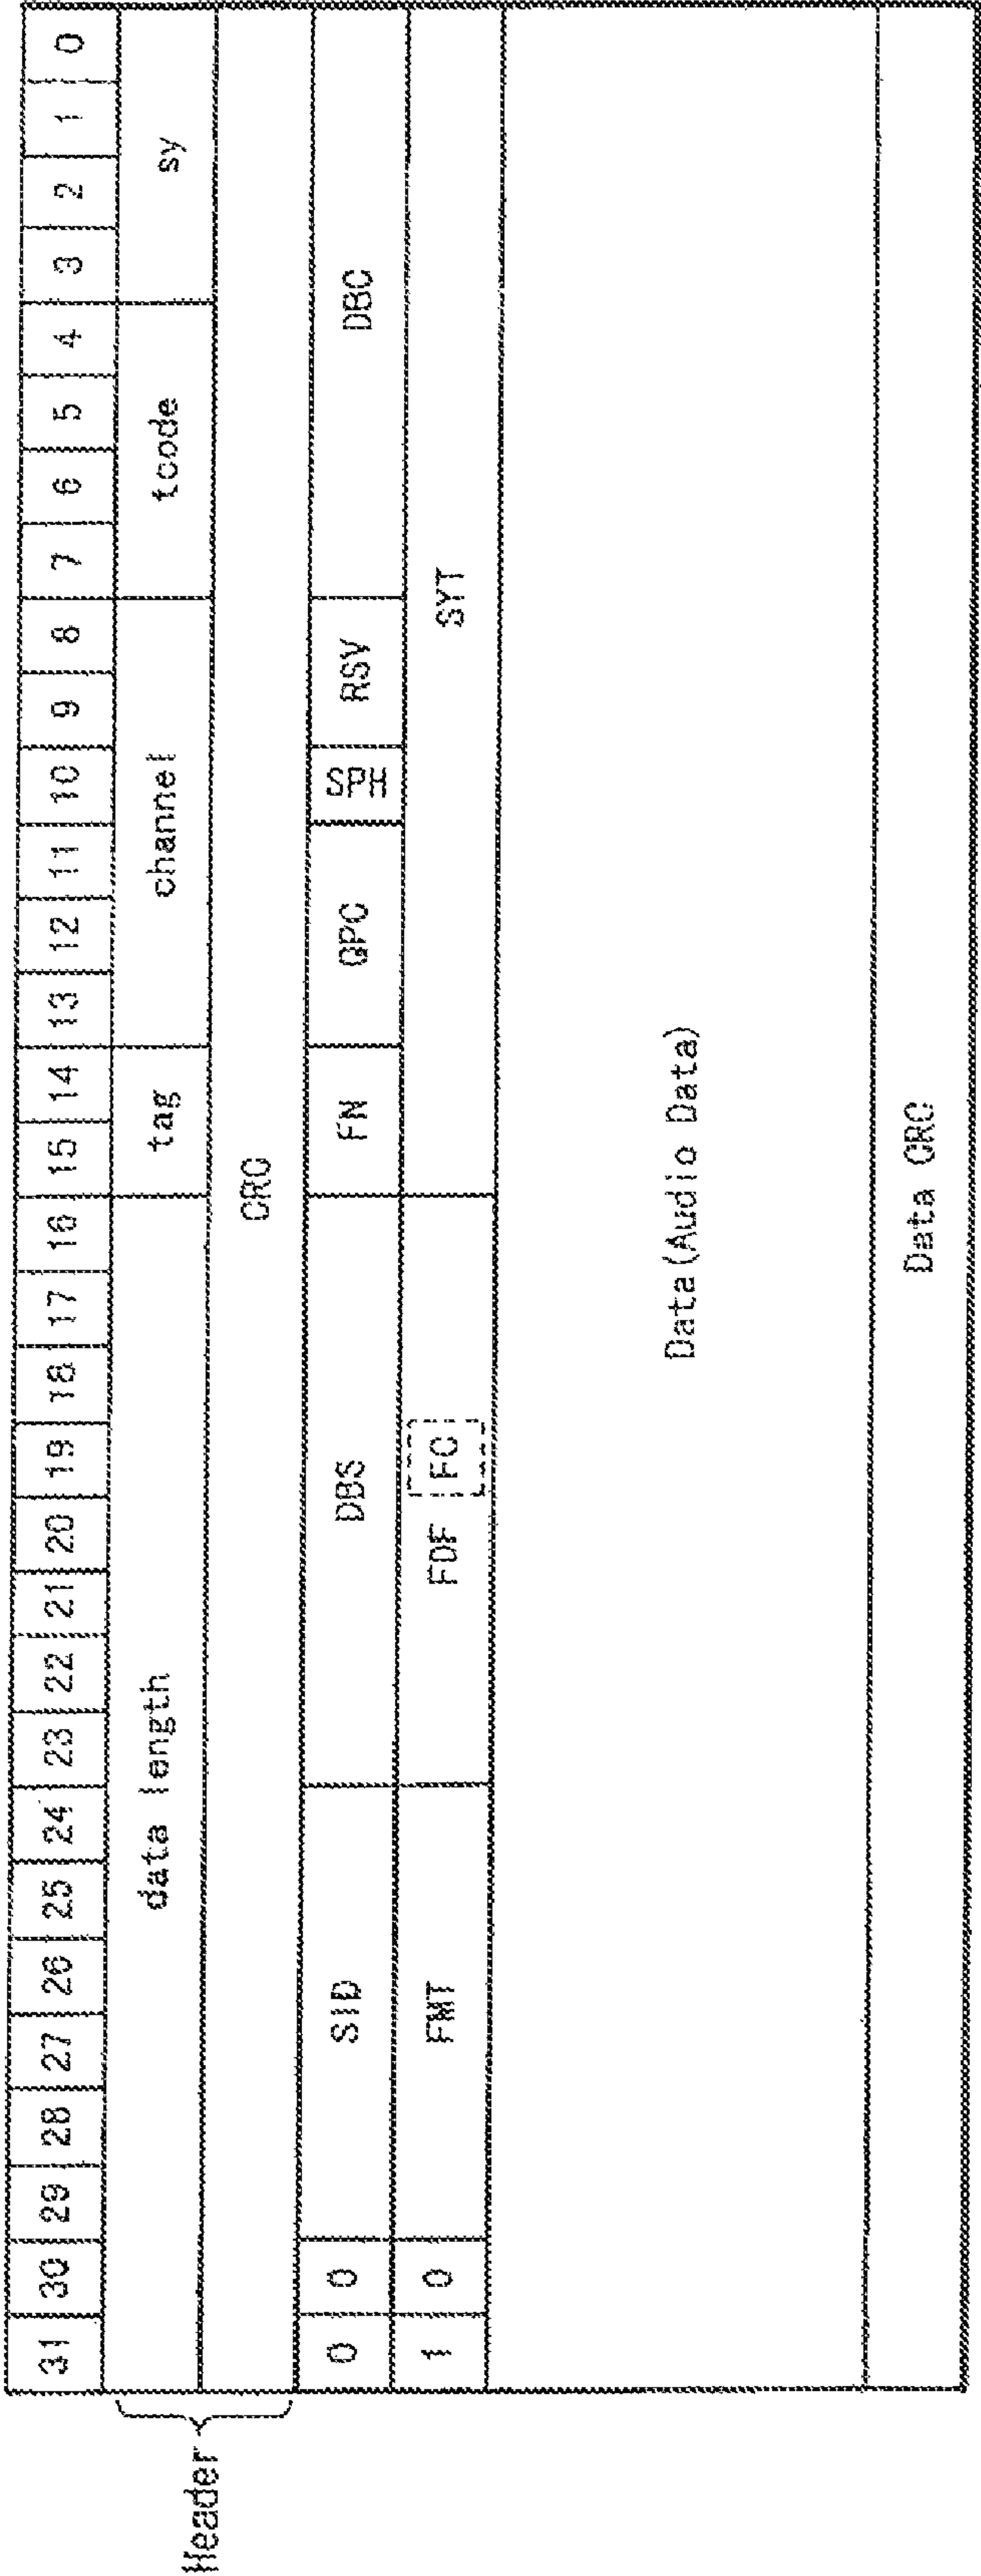 31 30 29 28 27 26 25 24 23 22 21 20 19 18 17 16 15 14 13 12 11 10 9 8 7 6 5 4 3 2 1 0
Header
data length tag channel tcode sy
CRC
0 0 SID DBS FN QPC SPH RSV DBC
1 0 FMT FDF FC SYT
Data(Audio Data)
Data CRC